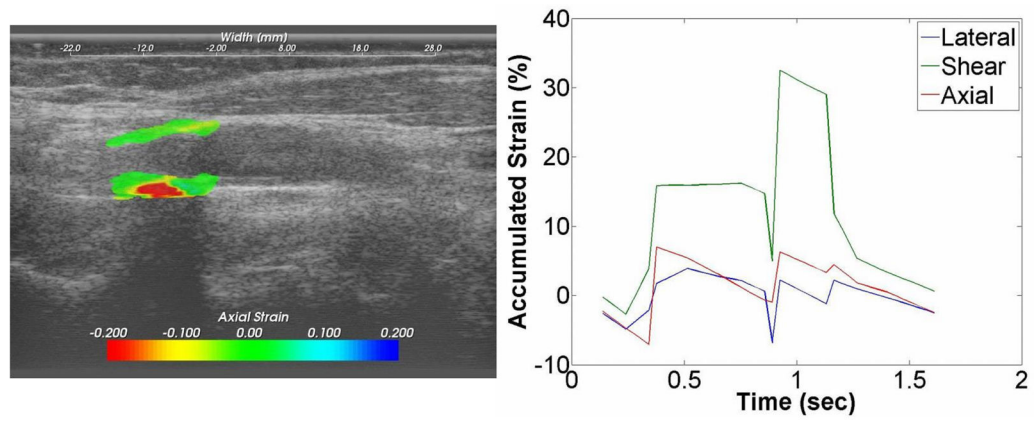 Width (mm)
-22.0 -12.0 -2.00 8.00 18.0 28.0
Axial Strain
-0.200 -0.100 0.00 0.100 0.200
Accumulated Strain (%)
40
30
20
10
0
-10
0 0.5 1 1.5 2
Time (sec)
Lateral
Shear
Axial